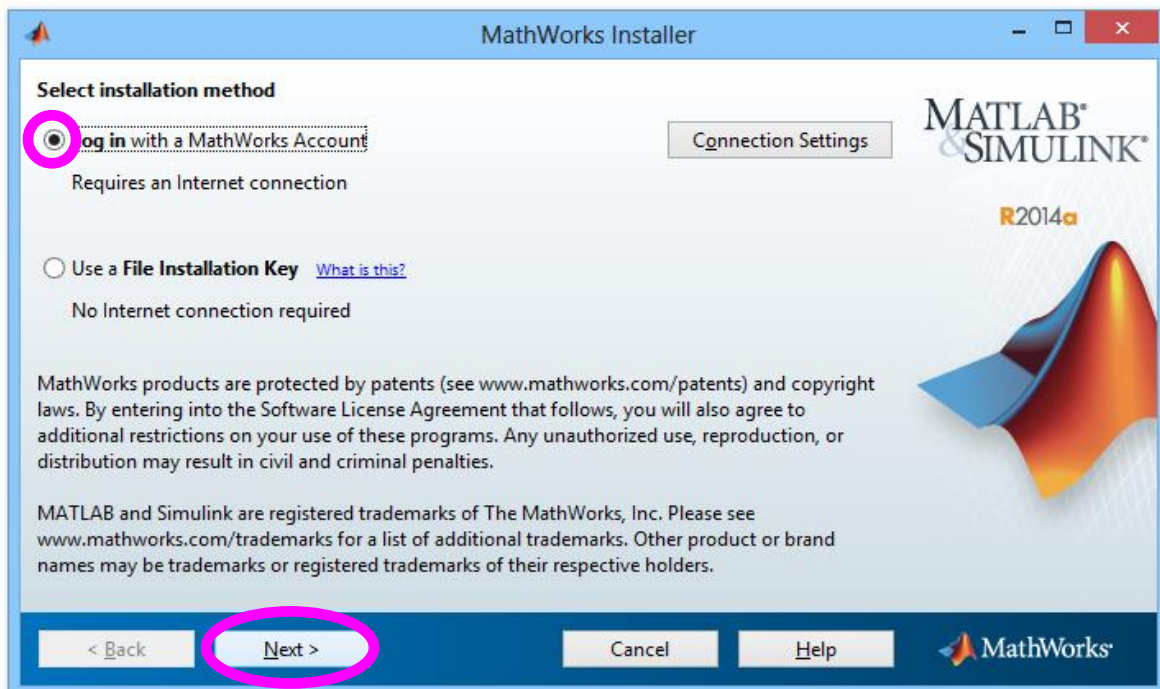 MathWorks Installer
Select installation method
og in with a MathWorks Account
Connection Settings
Requires an Internet connection
Use a File Installation Key What is this?
No Internet connection required
MathWorks products are protected by patents (see www.mathworks.com/patents) and copyright
laws. By entering into the Software License Agreement that follows, you will also agree to
additional restrictions on your use of these programs. Any unauthorized use, reproduction, or
distribution may result in civil and criminal penalties.
MATLAB and Simulink are registered trademarks of The MathWorks, Inc. Please see
www.mathworks.com/trademarks for a list of additional trademarks. Other product or brand
names may be trademarks or registered trademarks of their respective holders.
MATLAB®
&SIMULINK®
R2014a
< Back
Next >
Cancel
Help
MathWorks®